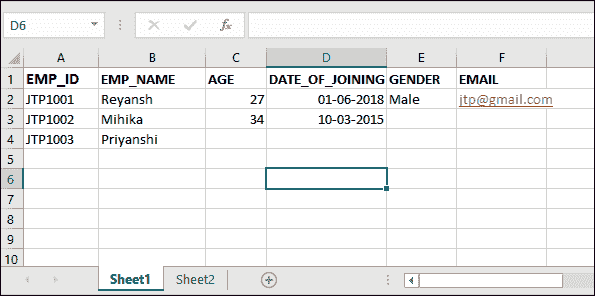 D6 fx
A B C D E F
1 EMP_ID EMP_NAME AGE DATE_OF_JOINING GENDER EMAIL
2 JTP1001 Reyansh 27 01-06-2018 Male jtp@gmail.com
3 JTP1002 Mihika 34 10-03-2015
4 JTP1003 Priyanshi
5
6
7
8
9
10
Sheet1 Sheet2